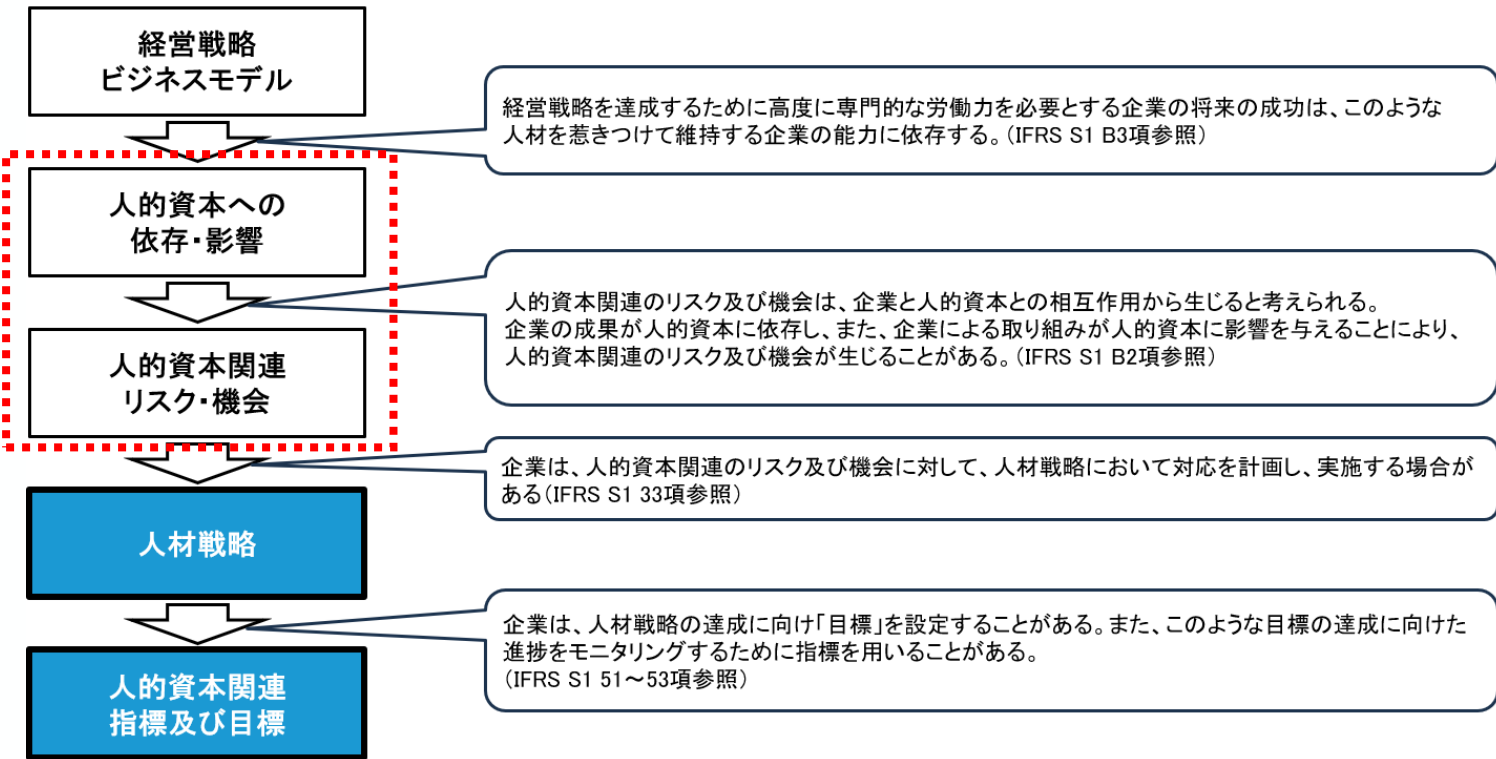 経営戦略
ビジネスモデル
経営戦略を達成するために高度に専門的な労働力を必要とする企業の将来の成功は、このような
人材を惹きつけて維持する企業の能力に依存する。(IFRS S1 B3項参照)
人的資本への
依存・影響
人的資本関連のリスク及び機会は、企業と人的資本との相互作用から生じると考えられる。
企業の成果が人的資本に依存し、また、企業による取り組みが人的資本に影響を与えることにより、
人的資本関連のリスク及び機会が生じることがある。(IFRS S1 B2項参照)
人的資本関連
リスク・機会
企業は、人的資本関連のリスク及び機会に対して、人材戦略において対応を計画し、実施する場合が
ある(IFRS S1 33項参照)
人材戦略
企業は、人材戦略の達成に向け「目標」を設定することがある。また、このような目標の達成に向けた
進捗をモニタリングするために指標を用いることがある。
(IFRS S1 51～53項参照)
人的資本関連
指標及び目標